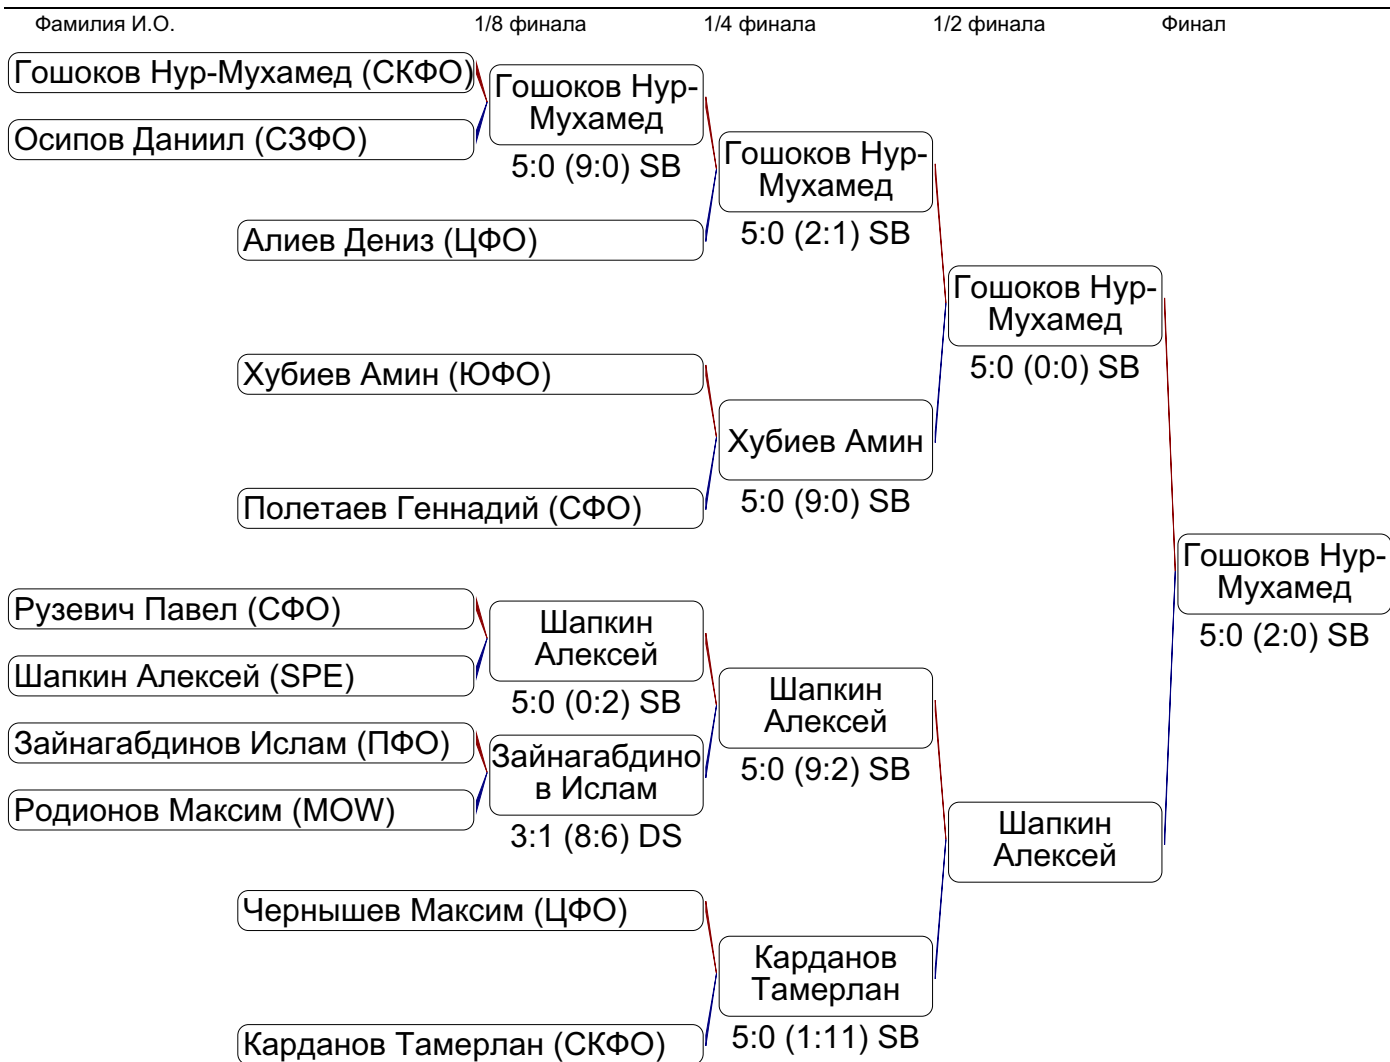 Фамилия И.О. 1/8 финала 1/4 финала 1/2 финала Финал
Гошоков Нур-Мухамед (СКФО)
Осипов Даниил (СЗФО)
Гошоков Нур-
Мухамед
5:0 (9:0) SB
Алиев Дениз (ЦФО)
Гошоков Нур-
Мухамед
5:0 (2:1) SB
Хубиев Амин (ЮФО)
Полетаев Геннадий (СФО)
Хубиев Амин
5:0 (9:0) SB
Гошоков Нур-
Мухамед
5:0 (0:0) SB
Рузевич Павел (СФО)
Шапкин Алексей (SPE)
Шапкин
Алексей
5:0 (0:2) SB
Зайнагабдинов Ислам (ПФО)
Родионов Максим (MOW)
Зайнагабдино
в Ислам
3:1 (8:6) DS
Шапкин
Алексей
5:0 (9:2) SB
Чернышев Максим (ЦФО)
Карданов Тамерлан (СКФО)
Карданов
Тамерлан
5:0 (1:11) SB
Шапкин
Алексей
Гошоков Нур-
Мухамед
5:0 (2:0) SB